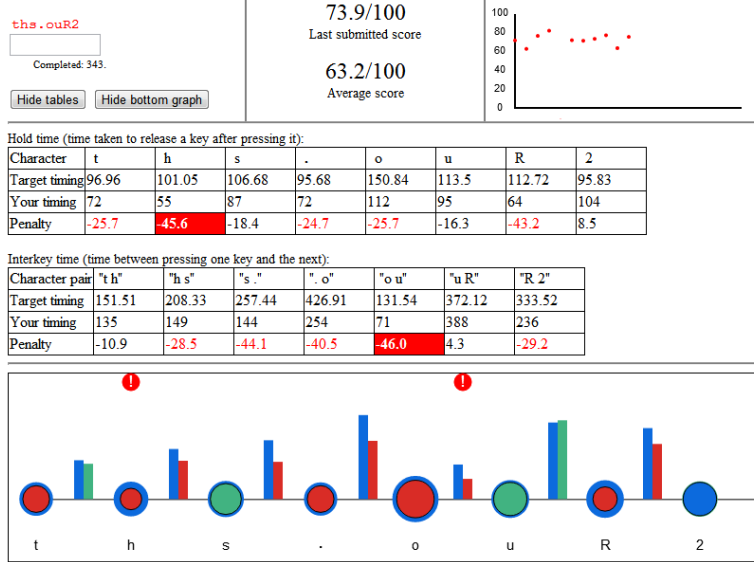 ths.ouR2
Completed: 343.
Hide tables Hide bottom graph
73.9/100
Last submitted score
63.2/100
Average score
100
80
60
40
20
0
Hold time (time taken to release a key after pressing it):
Character t h s . o u R 2
Target timing 96.96 101.05 106.68 95.68 150.84 113.5 112.72 95.83
Your timing 72 55 87 72 112 95 64 104
Penalty -25.7 -45.6 -18.4 -24.7 -25.7 -16.3 -43.2 8.5
Interkey time (time between pressing one key and the next):
Character pair "t h" "h s" "s ." ". o" "o u" "u R" "R 2"
Target timing 151.51 208.33 257.44 426.91 131.54 372.12 333.52
Your timing 135 149 144 254 71 388 236
Penalty -10.9 -28.5 -44.1 -40.5 -46.0 4.3 -29.2
! !
t h s . o u R 2